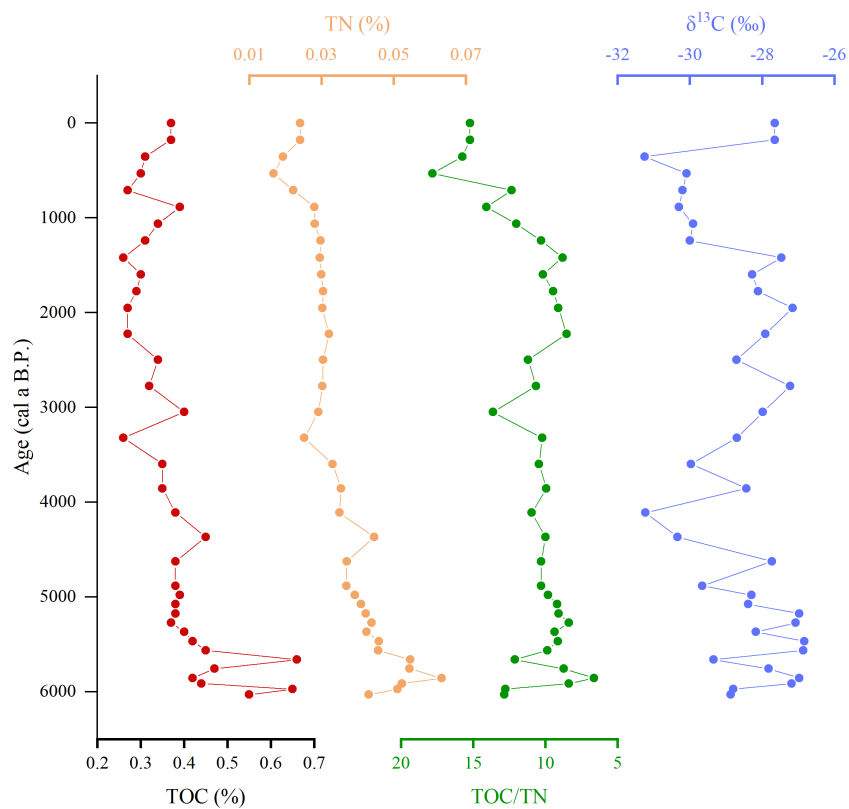 TN (%)
δ¹³C (‰)
0.01 0.03 0.05 0.07
-32 -30 -28 -26
0
1000
2000
3000
4000
5000
6000
Age (cal a B.P.)
0.2 0.3 0.4 0.5 0.6 0.7
20 15 10 5
TOC (%)
TOC/TN